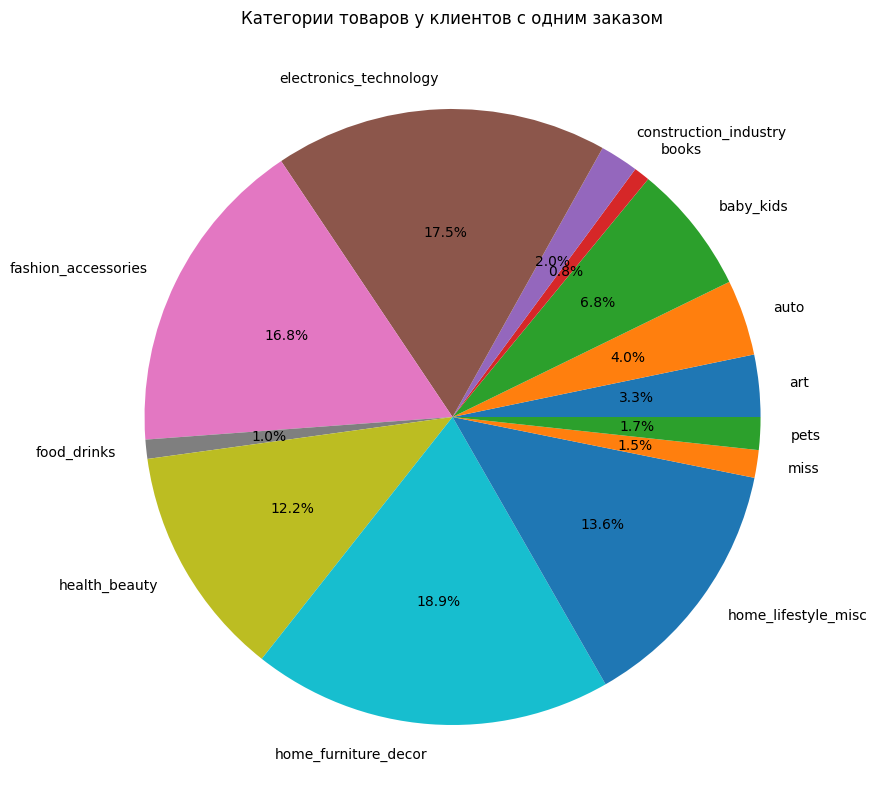 Категории товаров у клиентов с одним заказом
electronics_technology
construction_industry
books
baby_kids
auto
art
pets
miss
home_lifestyle_misc
home_furniture_decor
health_beauty
food_drinks
fashion_accessories
17.5%
2.0%
0.8%
6.8%
4.0%
3.3%
1.7%
1.5%
13.6%
18.9%
12.2%
1.0%
16.8%